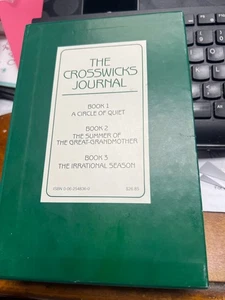 THE
CROSSWICKS
JOURNAL
BOOK 1
A CIRCLE OF QUIET
BOOK 2
THE SUMMER OF
THE GREAT-GRANDMOTHER
BOOK 3
THE IRRATIONAL SEASON
ISBN